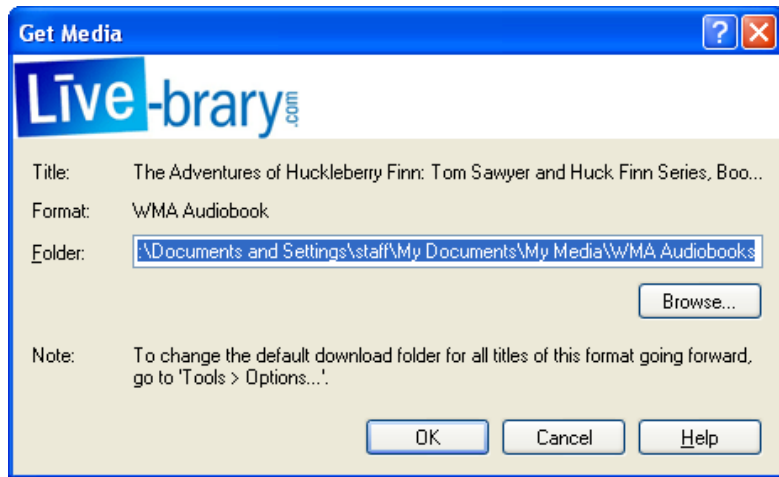 Get Media
Līve-brary.com
Title: The Adventures of Huckleberry Finn: Tom Sawyer and Huck Finn Series, Boo...
Format: WMA Audiobook
Folder: :\Documents and Settings\staff\My Documents\My Media\WMA Audiobooks
Browse...
Note: To change the default download folder for all titles of this format going forward,
go to 'Tools > Options...'.
OK Cancel Help